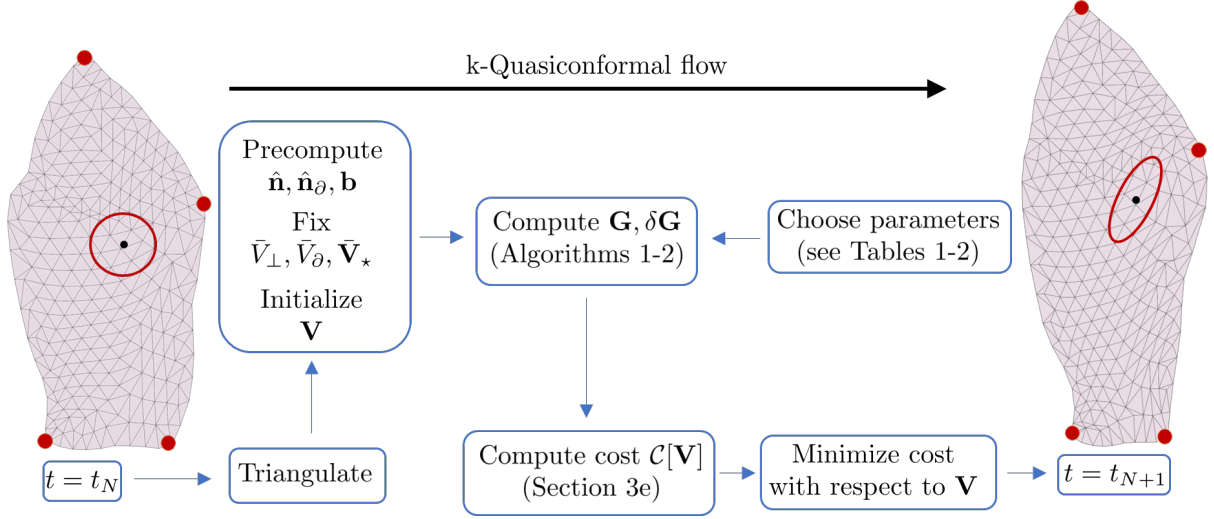 k-Quasiconformal flow
Precompute
n̂, n̂∂, b
Fix
V̄⊥, V̄∂, V̄⋆
Initialize
V
Compute G, δG
(Algorithms 1-2)
Choose parameters
(see Tables 1-2)
t = tN
Triangulate
Compute cost C[V]
(Section 3e)
Minimize cost
with respect to V
t = tN+1